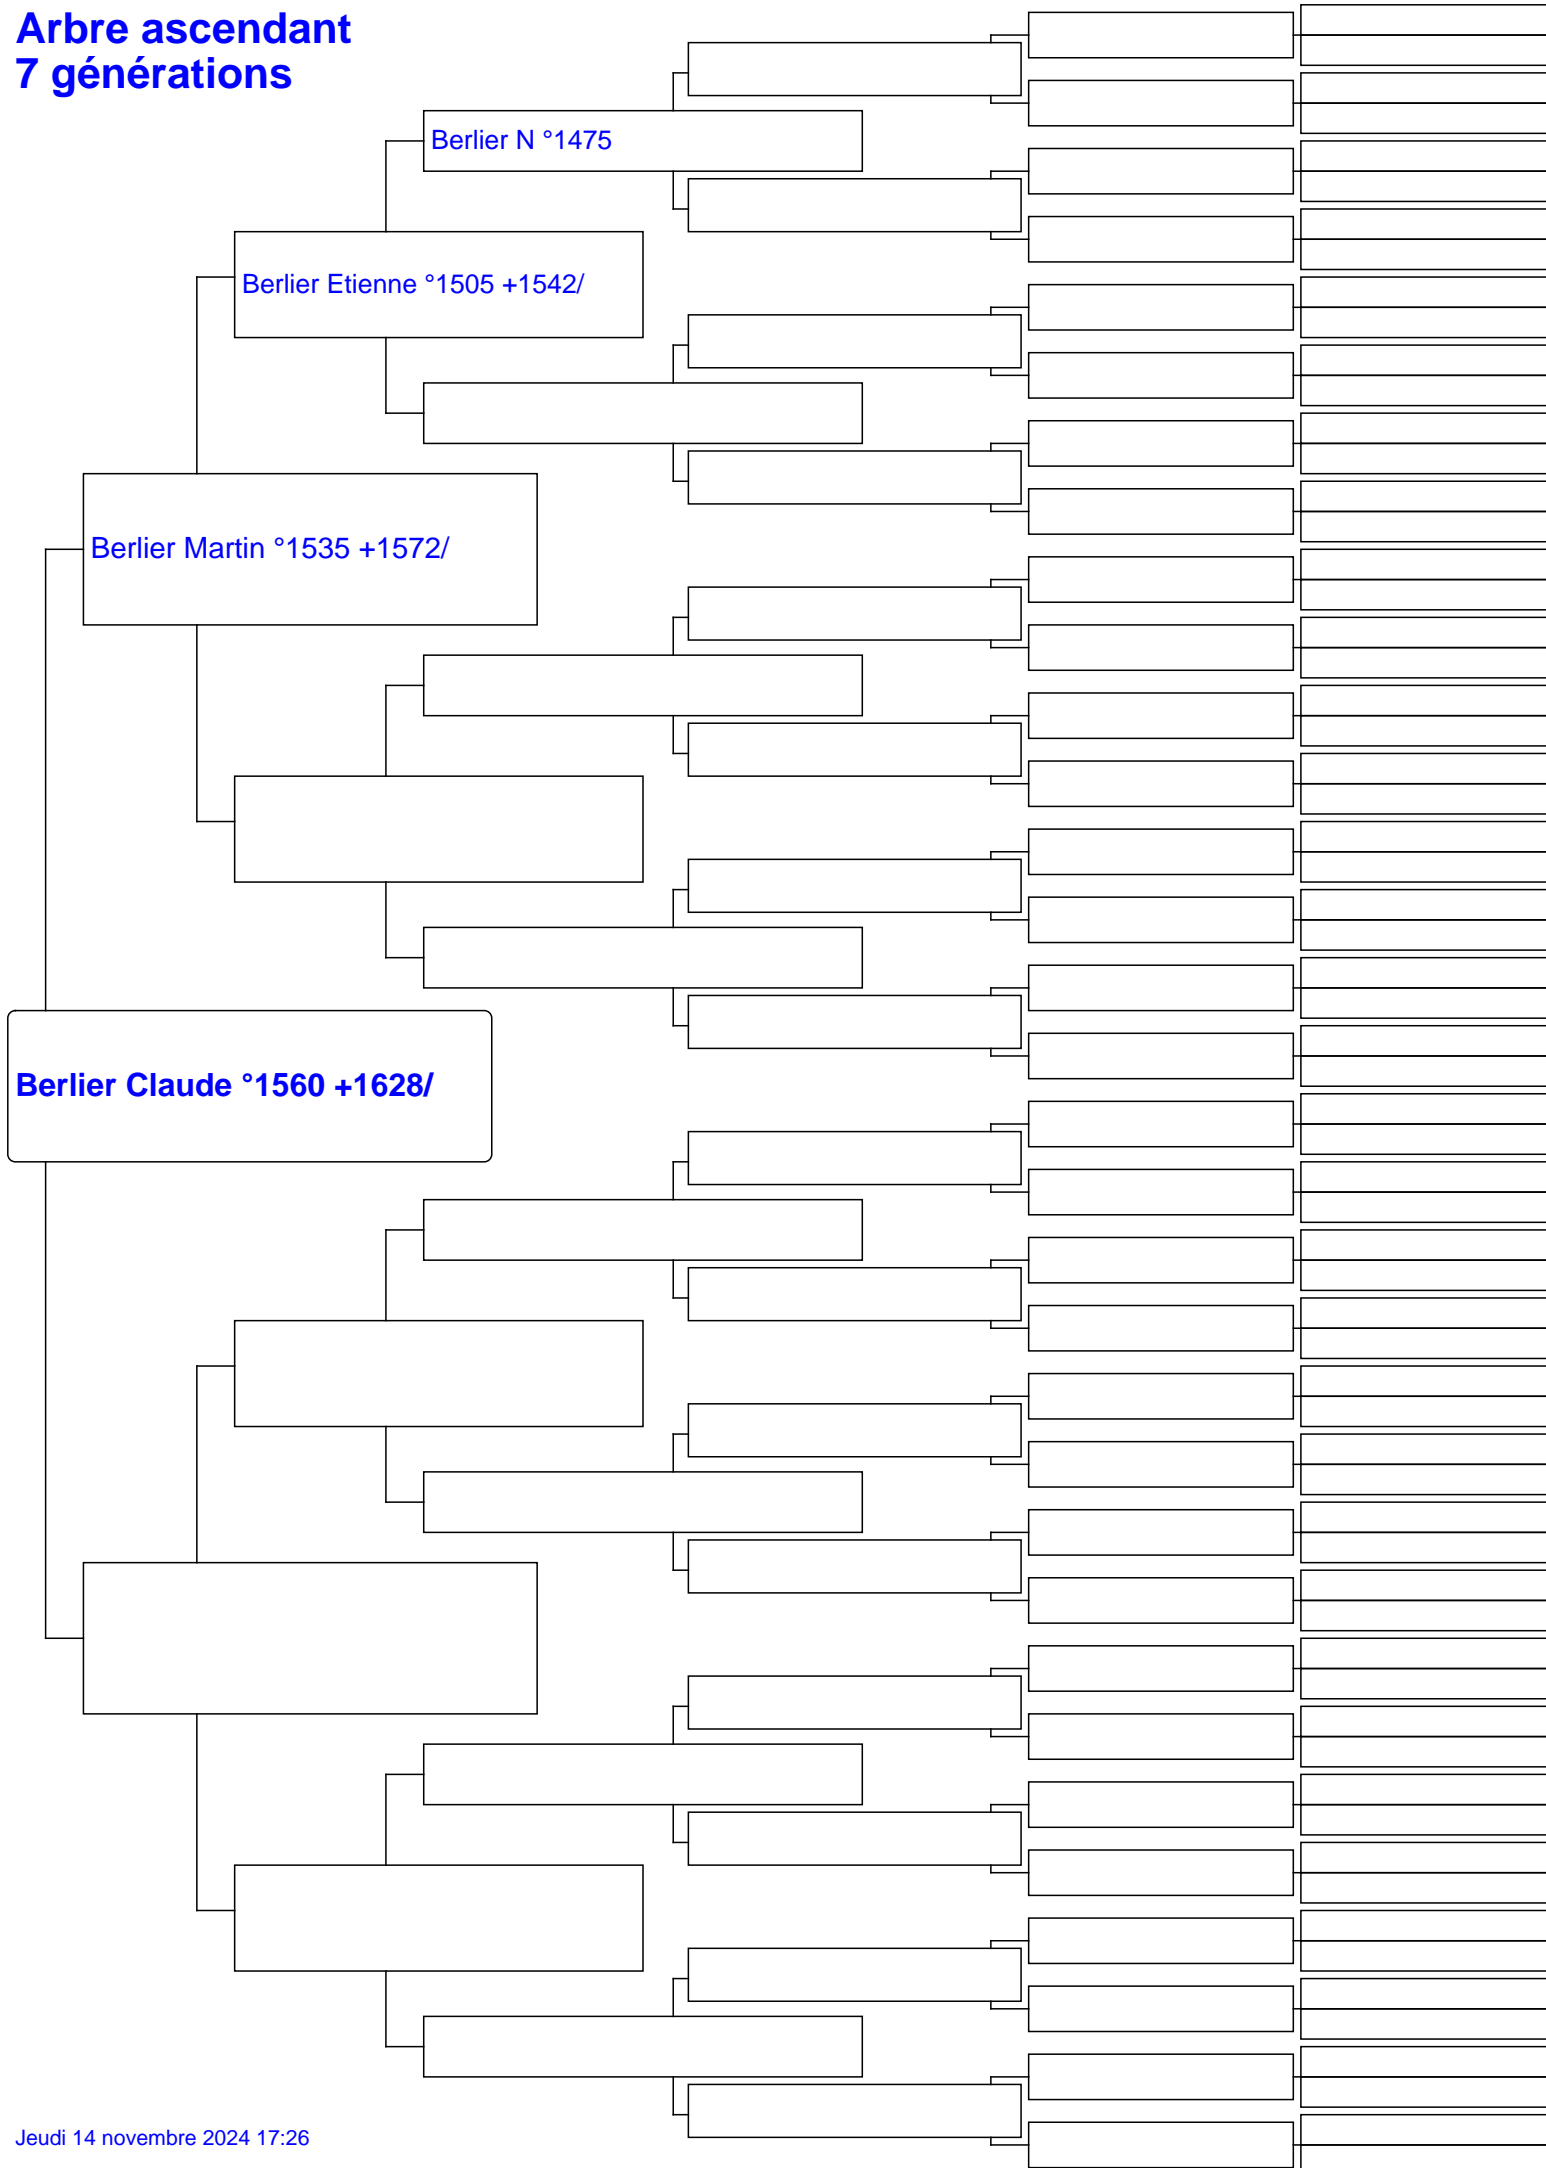 Arbre ascendant
7 générations
Berlier N °1475
Berlier Etienne °1505 +1542/
Berlier Martin °1535 +1572/
Berlier Claude °1560 +1628/
Jeudi 14 novembre 2024 17:26